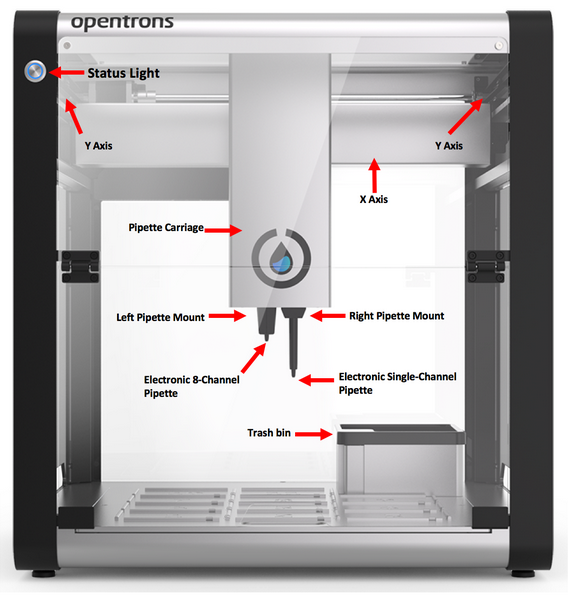 opentrons
Status Light
Y Axis
Y Axis
X Axis
Pipette Carriage
Left Pipette Mount
Right Pipette Mount
Electronic 8-Channel
Pipette
Electronic Single-Channel
Pipette
Trash bin